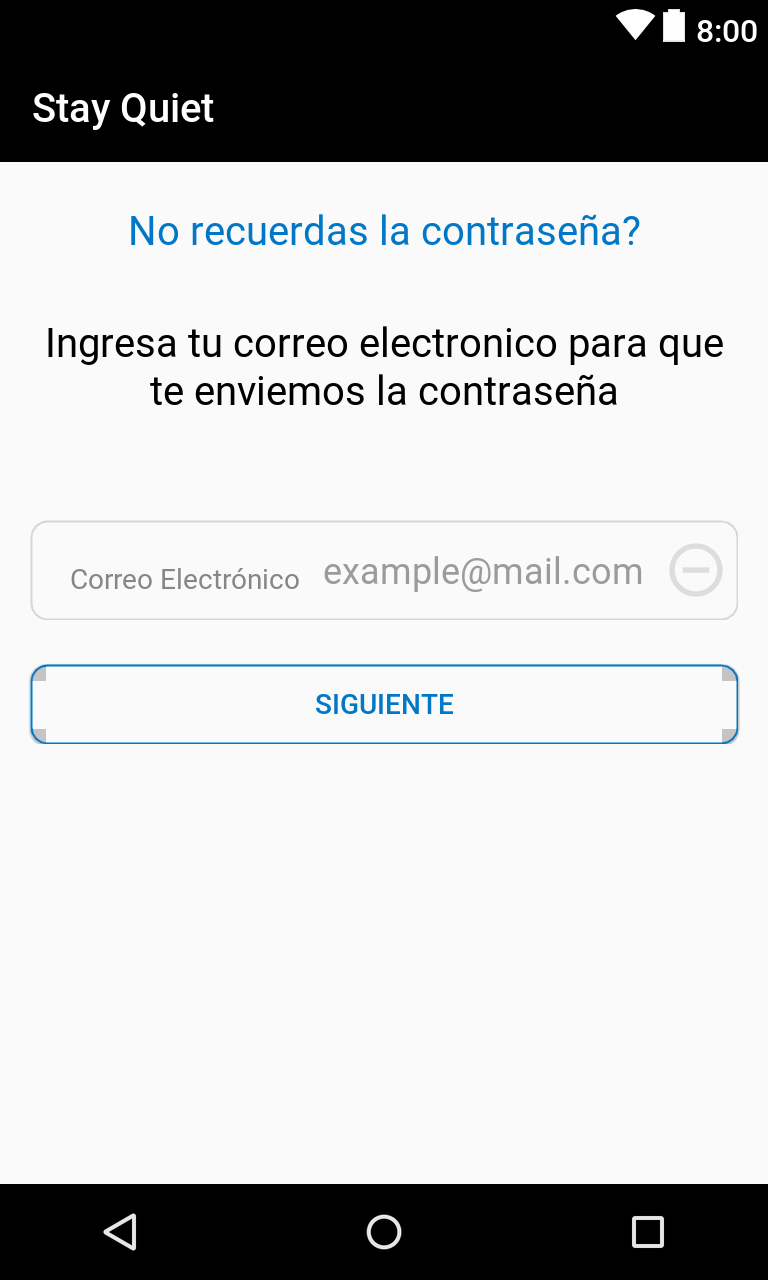 8:00
Stay Quiet
No recuerdas la contraseña?
Ingresa tu correo electronico para que
te enviemos la contraseña
Correo Electrónico example@mail.com
SIGUIENTE